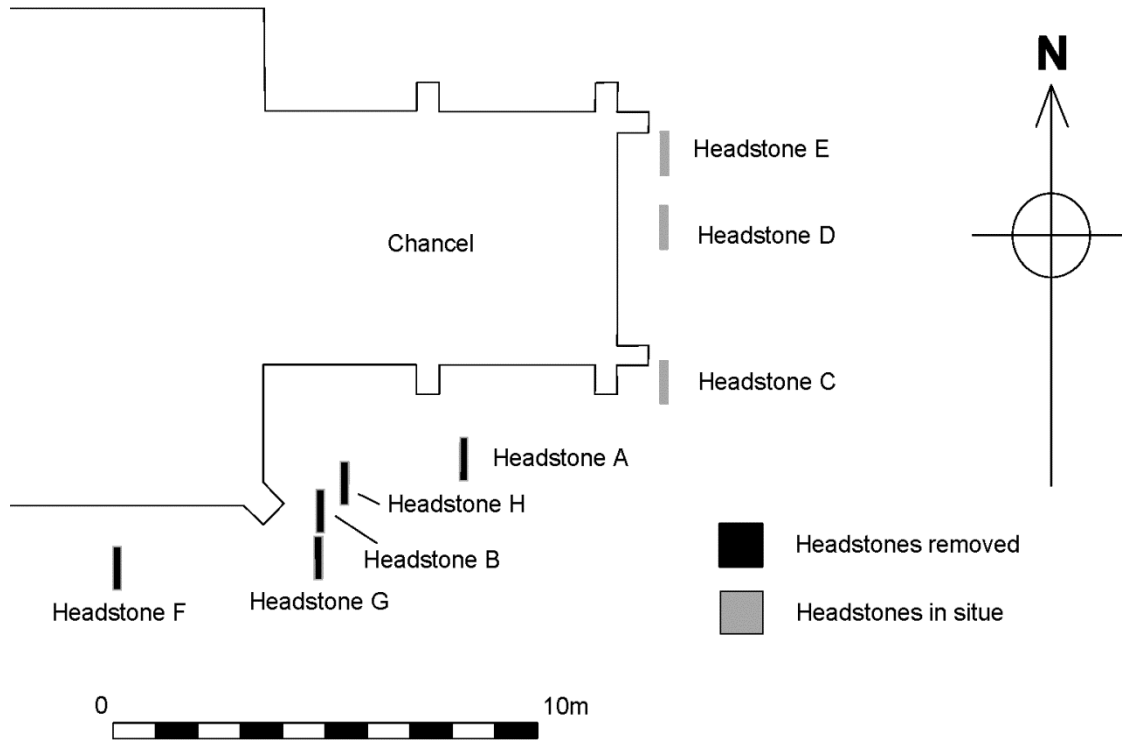 N
Headstone E
Chancel
Headstone D
Headstone C
Headstone A
Headstone H
Headstone B
Headstone G
Headstone F
Headstones removed
Headstones in situe
0
10m